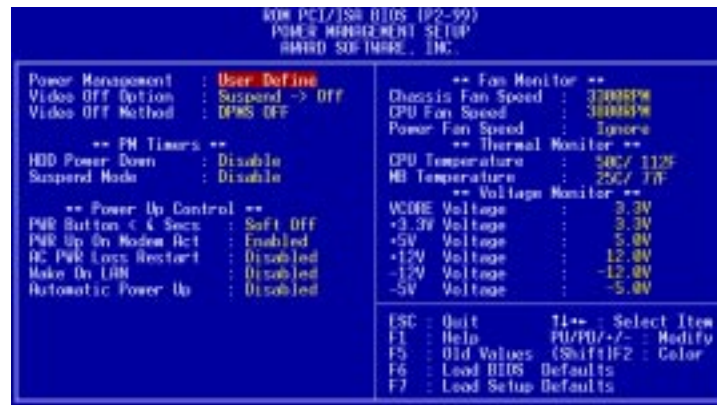 ROM PCI/ISA BIOS (P2-99)
POWER MANAGEMENT SETUP
AWARD SOFTWARE, INC.
Power Management : User Define
Video Off Option : Suspend -> Off
Video Off Method : DPMS OFF
** PM Timers **
HDD Power Down : Disable
Suspend Mode : Disable
** Power Up Control **
PWR Button < 4 Secs : Soft Off
PWR Up On Modem Act : Enabled
AC PWR Loss Restart : Disabled
Wake On LAN : Disabled
Automatic Power Up : Disabled
** Fan Monitor **
Chassis Fan Speed :
CPU Fan Speed :
Power Fan Speed : Ignore
** Thermal Monitor **
CPU Temperature : 50C/ 112F
MB Temperature : 25C/ 77F
** Voltage Monitor **
VCORE Voltage : 3.3V
+3.3V Voltage : 3.3V
+5V Voltage : 5.0V
+12V Voltage : 12.0V
-12V Voltage : -12.0V
-5V Voltage : -5.0V
ESC : Quit ↑↓→← : Select Item
F1 : Help PU/PD/+/- : Modify
F5 : Old Values (Shift)F2 : Color
F6 : Load BIOS Defaults
F7 : Load Setup Defaults